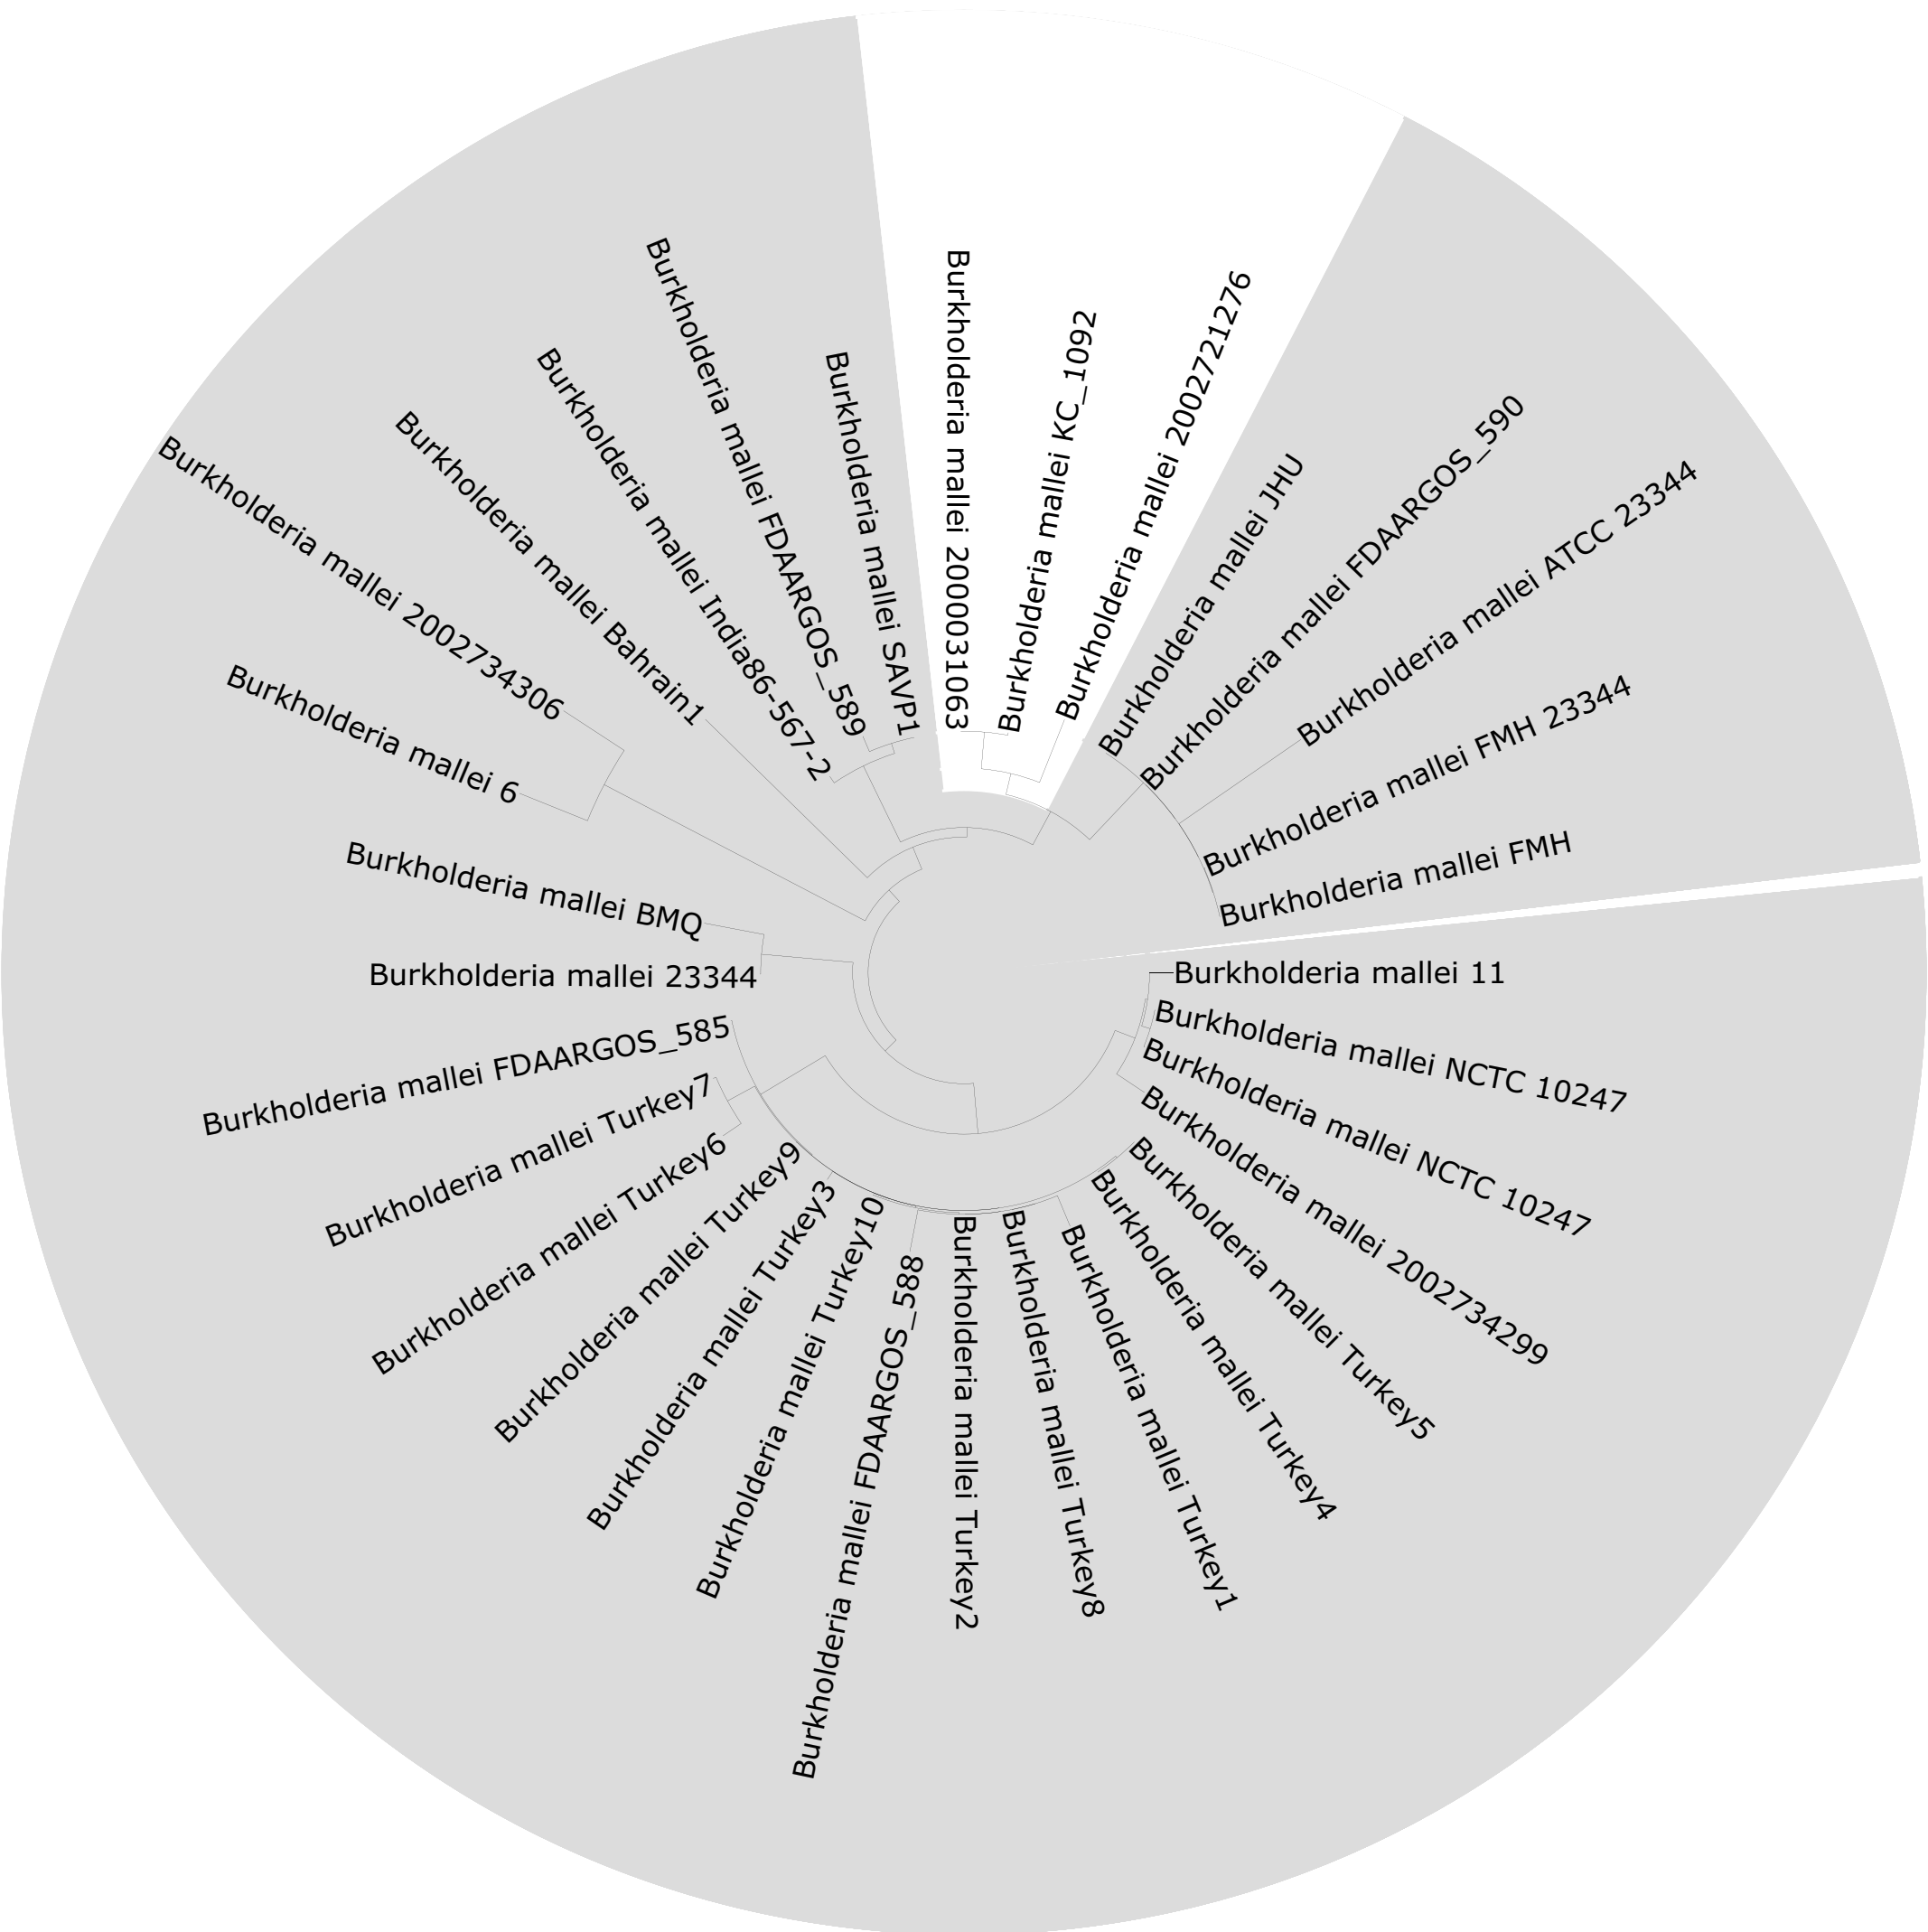 Burkholderia mallei 2000031063
Burkholderia mallei KC_1092
Burkholderia mallei 2002721276
Burkholderia mallei JHU
Burkholderia mallei FDAARGOS_590
Burkholderia mallei ATCC 23344
Burkholderia mallei FMH 23344
Burkholderia mallei FMH
Burkholderia mallei 11
Burkholderia mallei NCTC 10247
Burkholderia mallei NCTC 10247
Burkholderia mallei 2002734299
Burkholderia mallei Turkey5
Burkholderia mallei Turkey4
Burkholderia mallei Turkey1
Burkholderia mallei Turkey8
Burkholderia mallei Turkey2
Burkholderia mallei FDAARGOS_588
Burkholderia mallei Turkey10
Burkholderia mallei Turkey3
Burkholderia mallei Turkey9
Burkholderia mallei Turkey6
Burkholderia mallei Turkey7
Burkholderia mallei FDAARGOS_585
Burkholderia mallei 23344
Burkholderia mallei BMQ
Burkholderia mallei 6
Burkholderia mallei 2002734306
Burkholderia mallei Bahrain1
Burkholderia mallei India86-567-2
Burkholderia mallei FDAARGOS_589
Burkholderia mallei SAVP1